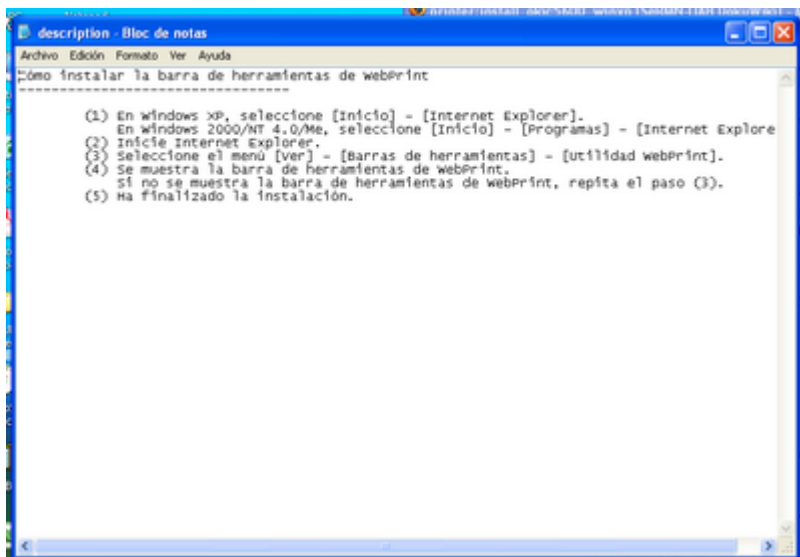 description - Bloc de notas
Archivo Edición Formato Ver Ayuda
Cómo instalar la barra de herramientas de WebPrint
----------------------------------
(1) En Windows XP, seleccione [Inicio] - [Internet Explorer].
En Windows 2000/NT 4.0/Me, seleccione [Inicio] - [Programas] - [Internet Explore
(2) Inicie Internet Explorer.
(3) Seleccione el menú [Ver] - [Barras de herramientas] - [Utilidad WebPrint].
(4) Se muestra la barra de herramientas de WebPrint.
Si no se muestra la barra de herramientas de WebPrint, repita el paso (3).
(5) Ha finalizado la instalación.